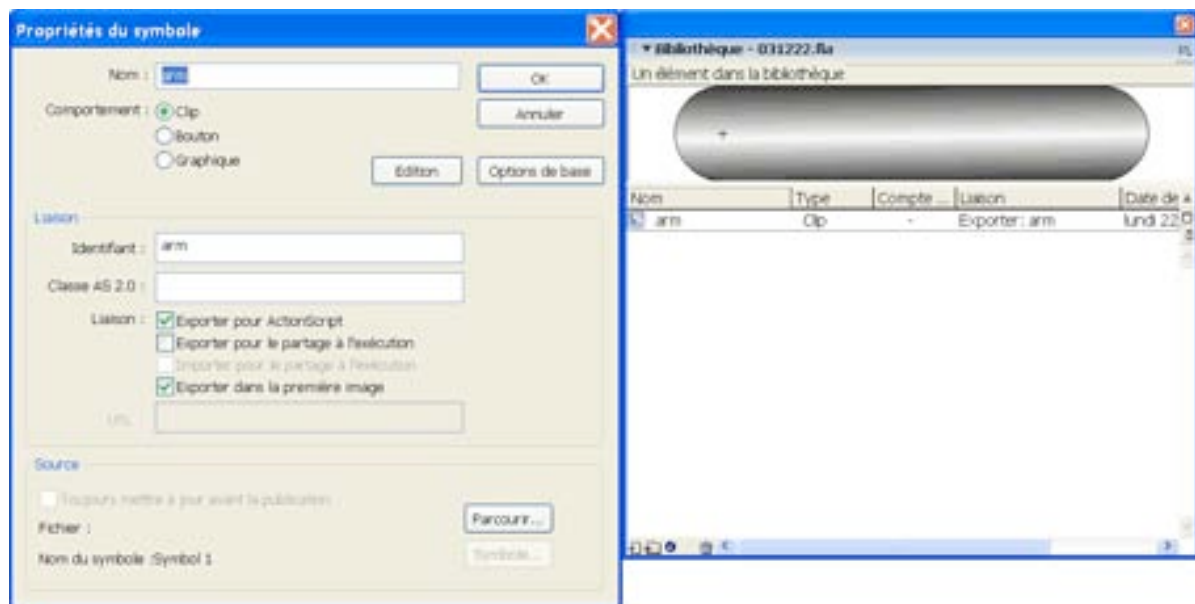 Propriétés du symbole
Nom :
arm
OK
Comportement :
Clip
Annuler
Bouton
Graphique
Edition
Options de base
Liaison
Identifiant :
arm
Classe AS 2.0 :
Liaison :
Exporter pour ActionScript
Exporter pour le partage à l'exécution
Importer pour le partage à l'exécution
Exporter dans la première image
URL
Source
Toujours mettre à jour avant la publication
Fichier :
Parcourir...
Nom du symbole :Symbol 1
Symbole...
Bibliothèque - 031222.fla
Un élément dans la bibliothèque
Nom Type Compte ... Liaison Date de
arm Clip - Exporter : arm lundi 22